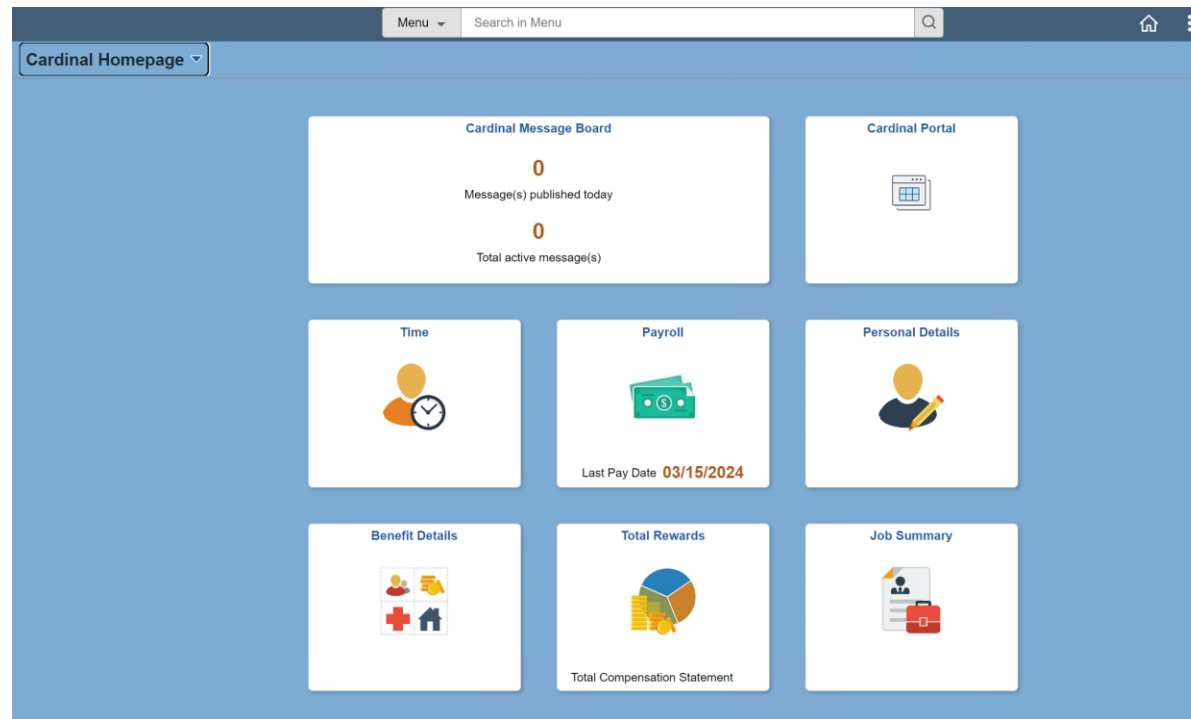 Menu
Search in Menu
Cardinal Homepage
Cardinal Message Board
0
Message(s) published today
0
Total active message(s)
Cardinal Portal
Time
Payroll
Last Pay Date 03/15/2024
Personal Details
Benefit Details
Total Rewards
Total Compensation Statement
Job Summary